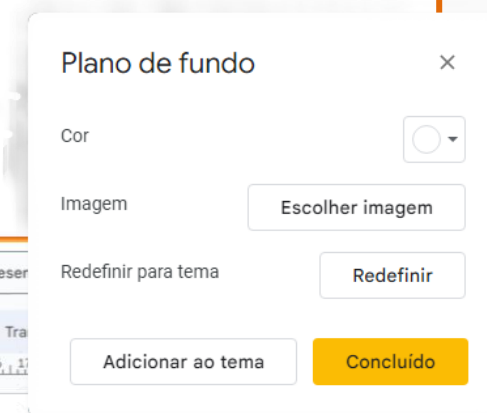 Plano de fundo
Cor
Imagem
Escolher imagem
Redefinir para tema
Redefinir
Adicionar ao tema
Concluído